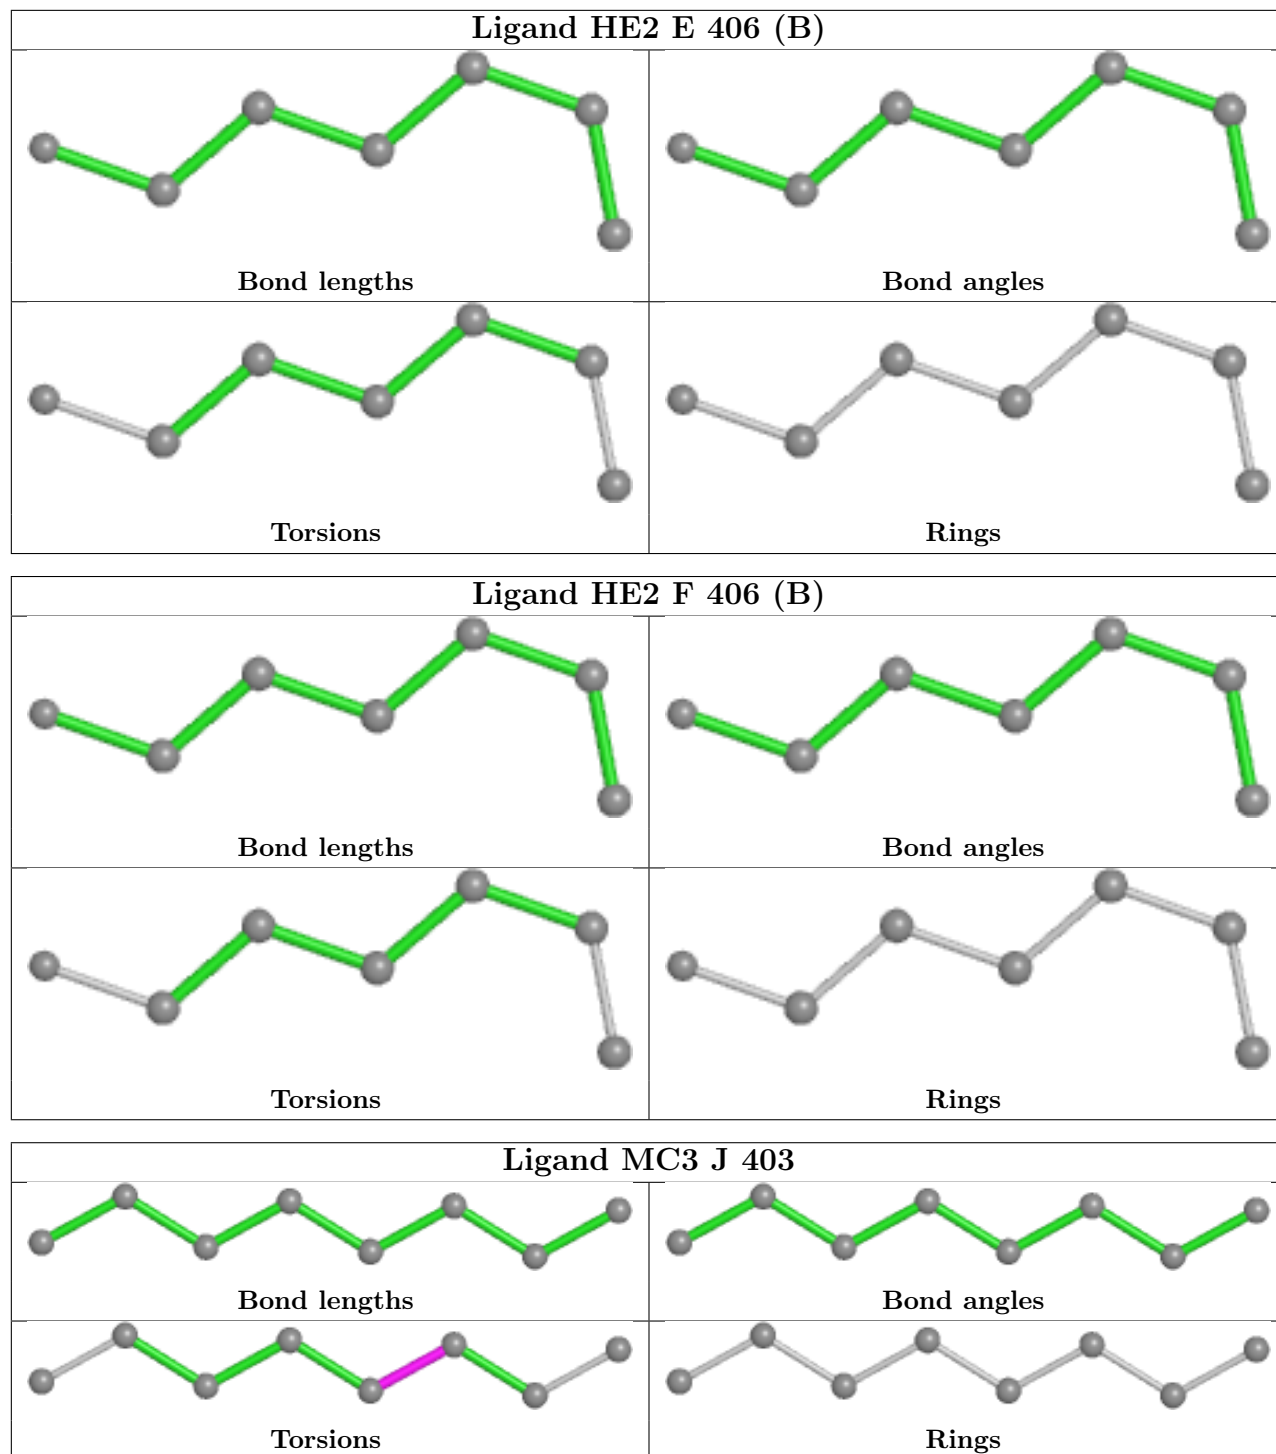 Ligand HE2 E 406 (B)
Bond lengths
Bond angles
Torsions
Rings
Ligand HE2 F 406 (B)
Bond lengths
Bond angles
Torsions
Rings
Ligand MC3 J 403
Bond lengths
Bond angles
Torsions
Rings